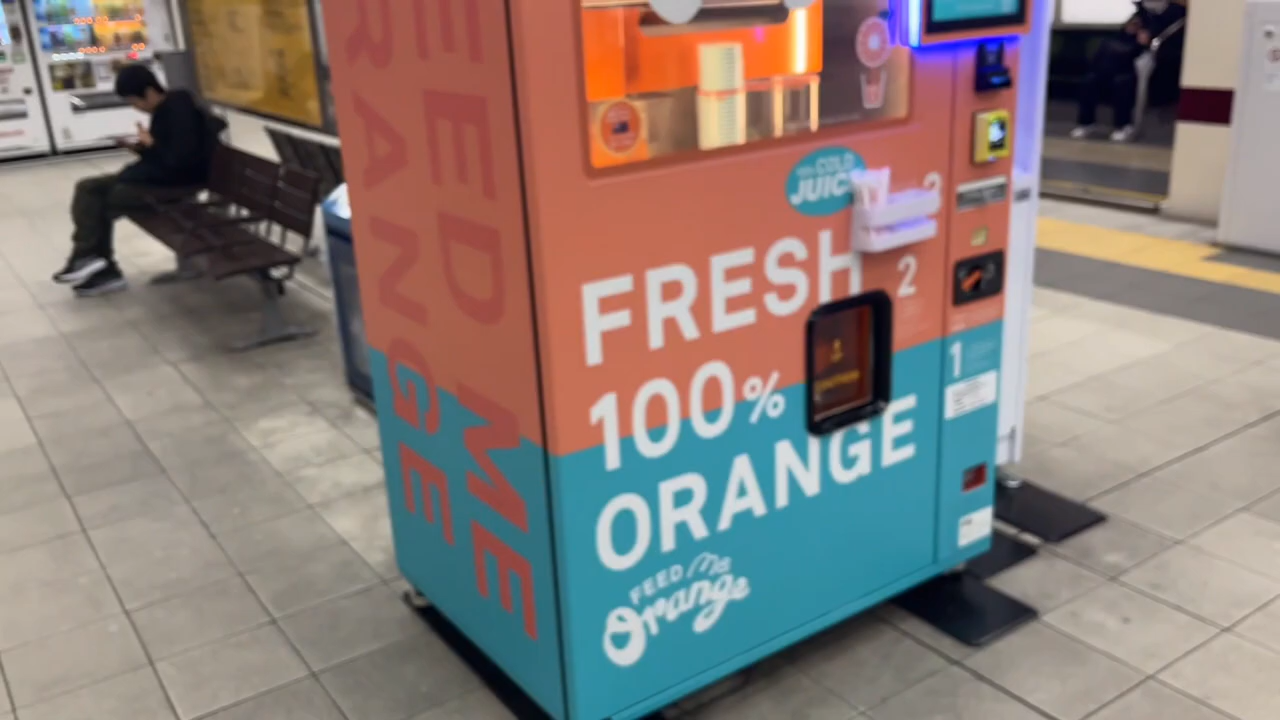 FEED ME
ORANGE
COLD
JUICE
2
FRESH
100%
ORANGE
1
FEED Me
Orange